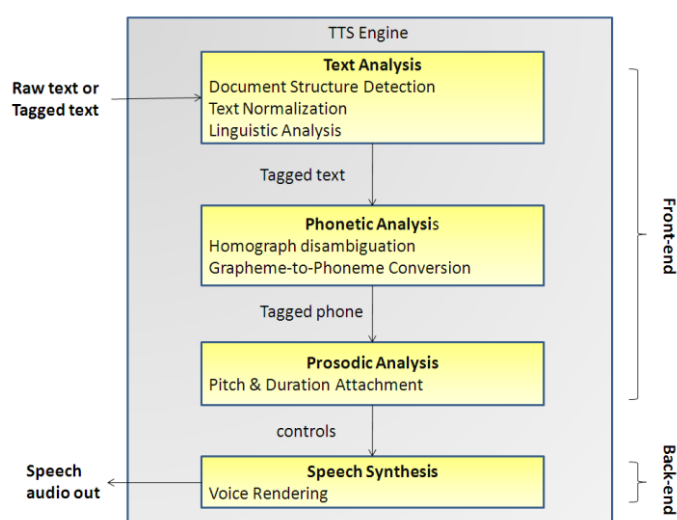 TTS Engine
Raw text or
Tagged text
Text Analysis
Document Structure Detection
Text Normalization
Linguistic Analysis
Tagged text
Phonetic Analysis
Homograph disambiguation
Grapheme-to-Phoneme Conversion
Tagged phone
Prosodic Analysis
Pitch & Duration Attachment
Front-end
controls
Speech
audio out
Speech Synthesis
Voice Rendering
Back-end